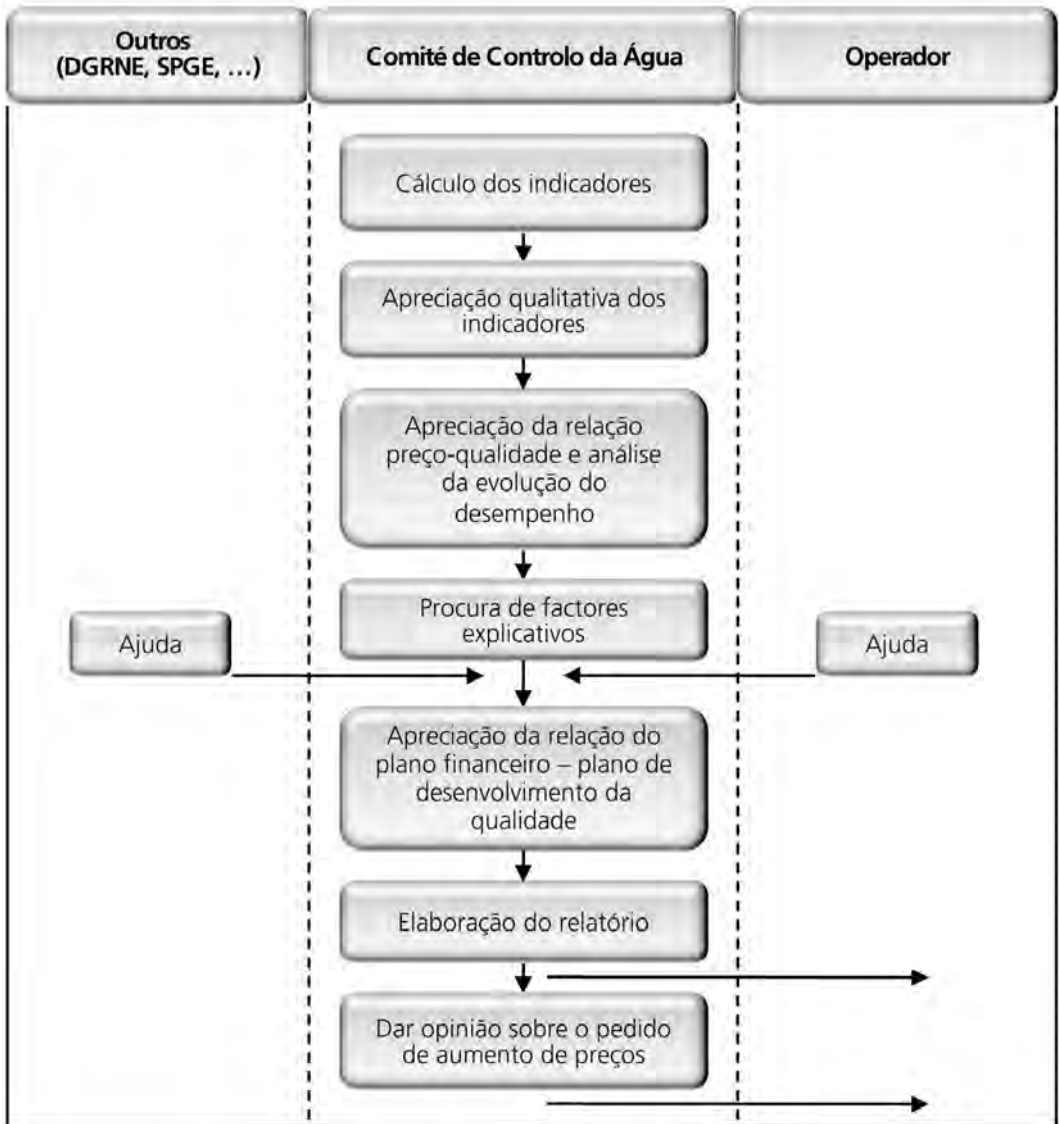 Outros
(DGRNE, SPGE, …)
Comité de Controlo da Água
Operador
Cálculo dos indicadores
Apreciação qualitativa dos
indicadores
Apreciação da relação
preço-qualidade e análise
da evolução do
desempenho
Procura de factores
explicativos
Ajuda
Ajuda
Apreciação da relação do
plano financeiro – plano de
desenvolvimento da
qualidade
Elaboração do relatório
Dar opinião sobre o pedido
de aumento de preços